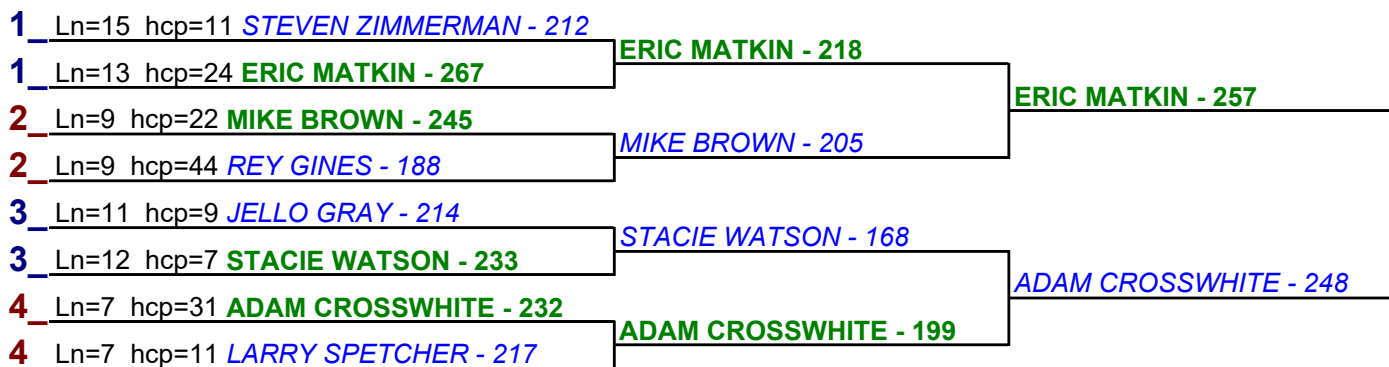 1_ Ln=15 hcp=11 STEVEN ZIMMERMAN - 212
ERIC MATKIN - 218
1_ Ln=13 hcp=24 ERIC MATKIN - 267
ERIC MATKIN - 257
2_ Ln=9 hcp=22 MIKE BROWN - 245
MIKE BROWN - 205
2_ Ln=9 hcp=44 REY GINES - 188
3_ Ln=11 hcp=9 JELLO GRAY - 214
STACIE WATSON - 168
3_ Ln=12 hcp=7 STACIE WATSON - 233
ADAM CROSSWHITE - 248
4_ Ln=7 hcp=31 ADAM CROSSWHITE - 232
ADAM CROSSWHITE - 199
4 Ln=7 hcp=11 LARRY SPETCHER - 217